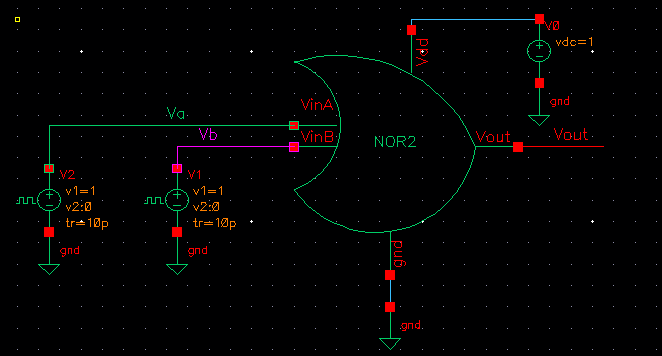 V0
Vdd
vdc=1
gnd
Va
VinA
Vb
VinB
NOR2
Vout
Vout
V2
v1=1
v2:0
tr=10p
gnd
V1
v1=1
v2:0
tr=10p
gnd
gnd
gnd